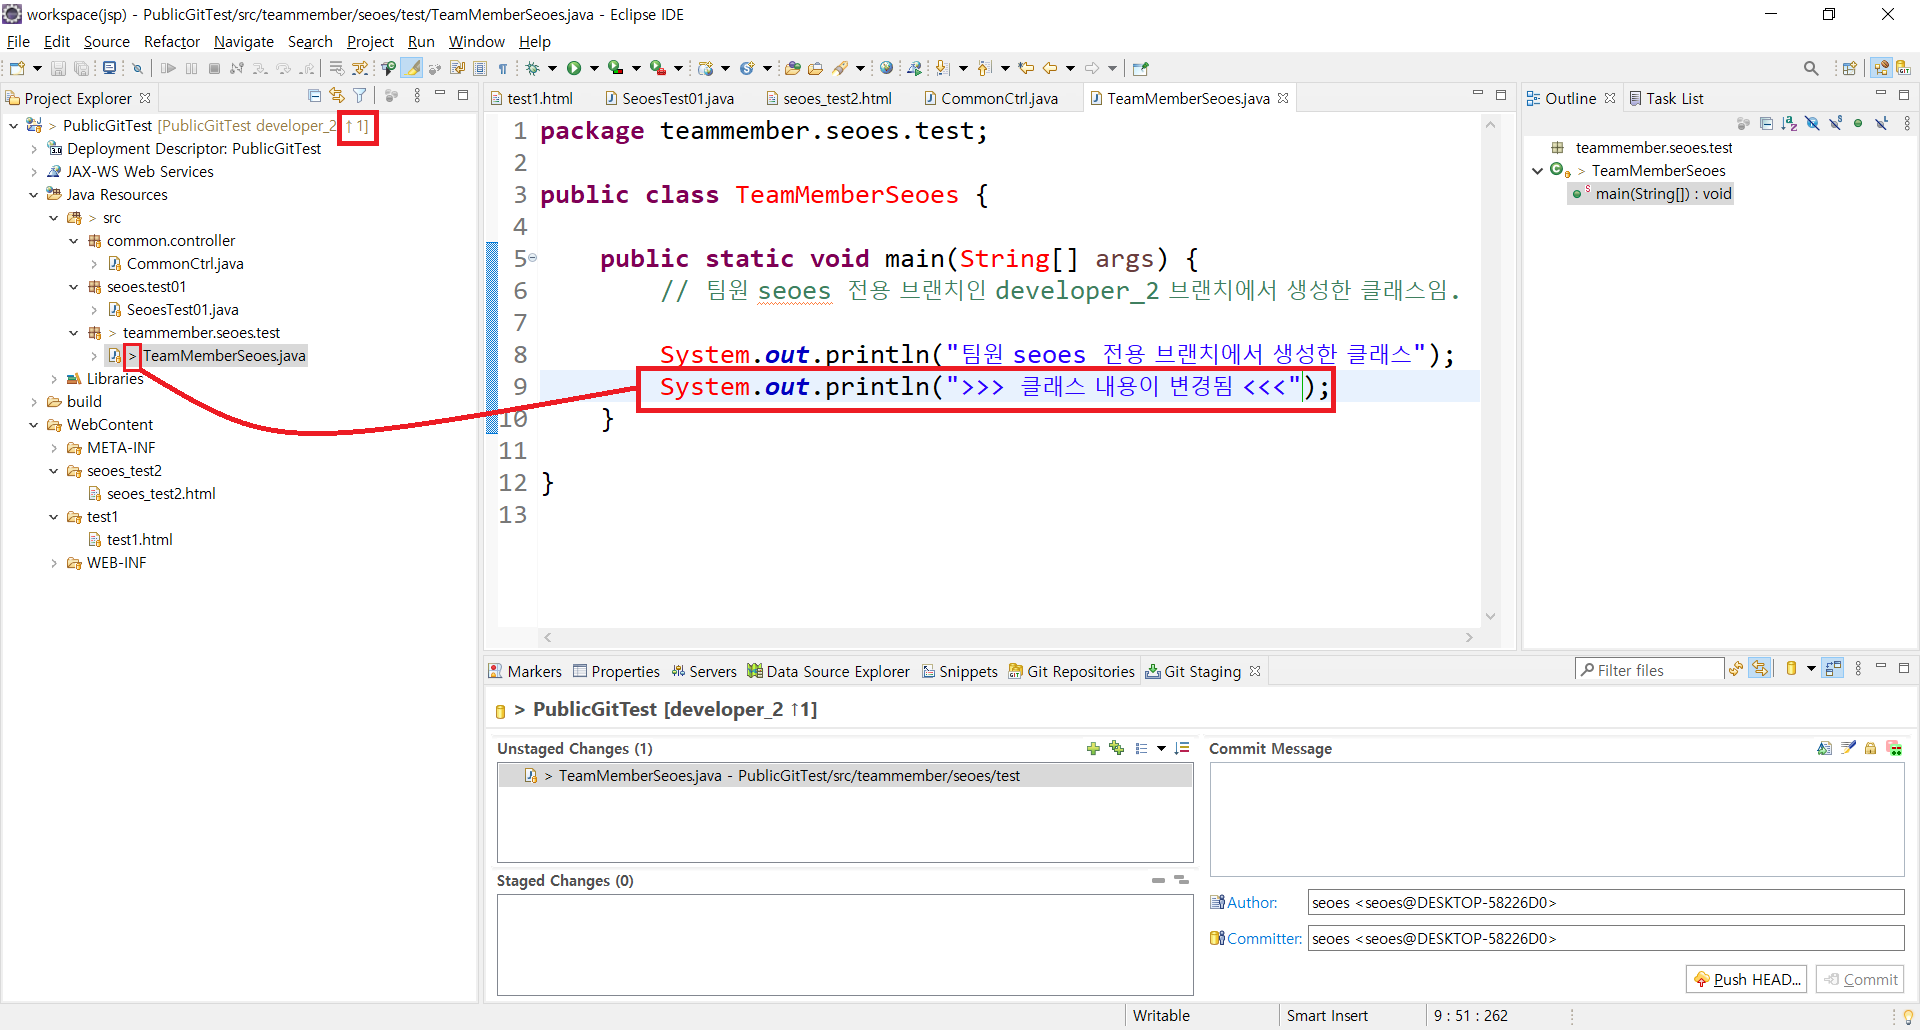 workspace(jsp) - PublicGitTest/src/teammember/seoes/test/TeamMemberSeoes.java - Eclipse IDE
File Edit Source Refactor Navigate Search Project Run Window Help
Project Explorer
> PublicGitTest [PublicGitTest developer_2 ↑1]
Deployment Descriptor: PublicGitTest
JAX-WS Web Services
Java Resources
> src
common.controller
CommonCtrl.java
seoes.test01
SeoesTest01.java
> teammember.seoes.test
> TeamMemberSeoes.java
Libraries
build
WebContent
META-INF
seoes_test2
seoes_test2.html
test1
test1.html
WEB-INF
test1.html SeoesTest01.java seoes_test2.html CommonCtrl.java TeamMemberSeoes.java
1 package teammember.seoes.test;
2
3 public class TeamMemberSeoes {
4
5 public static void main(String[] args) {
6 // 팀원 seoes 전용 브랜치인 developer_2 브랜치에서 생성한 클래스임.
7
8 System.out.println("팀원 seoes 전용 브랜치에서 생성한 클래스");
9 System.out.println(">>> 클래스 내용이 변경됨 <<<");
10 }
11
12 }
13
Outline Task List
teammember.seoes.test
> TeamMemberSeoes
main(String[]) : void
Markers Properties Servers Data Source Explorer Snippets Git Repositories Git Staging
Filter files
> PublicGitTest [developer_2 ↑1]
Unstaged Changes (1)
> TeamMemberSeoes.java - PublicGitTest/src/teammember/seoes/test
Staged Changes (0)
Commit Message
Author: seoes <seoes@DESKTOP-58226D0>
Committer: seoes <seoes@DESKTOP-58226D0>
Push HEAD... Commit
Writable Smart Insert 9 : 51 : 262